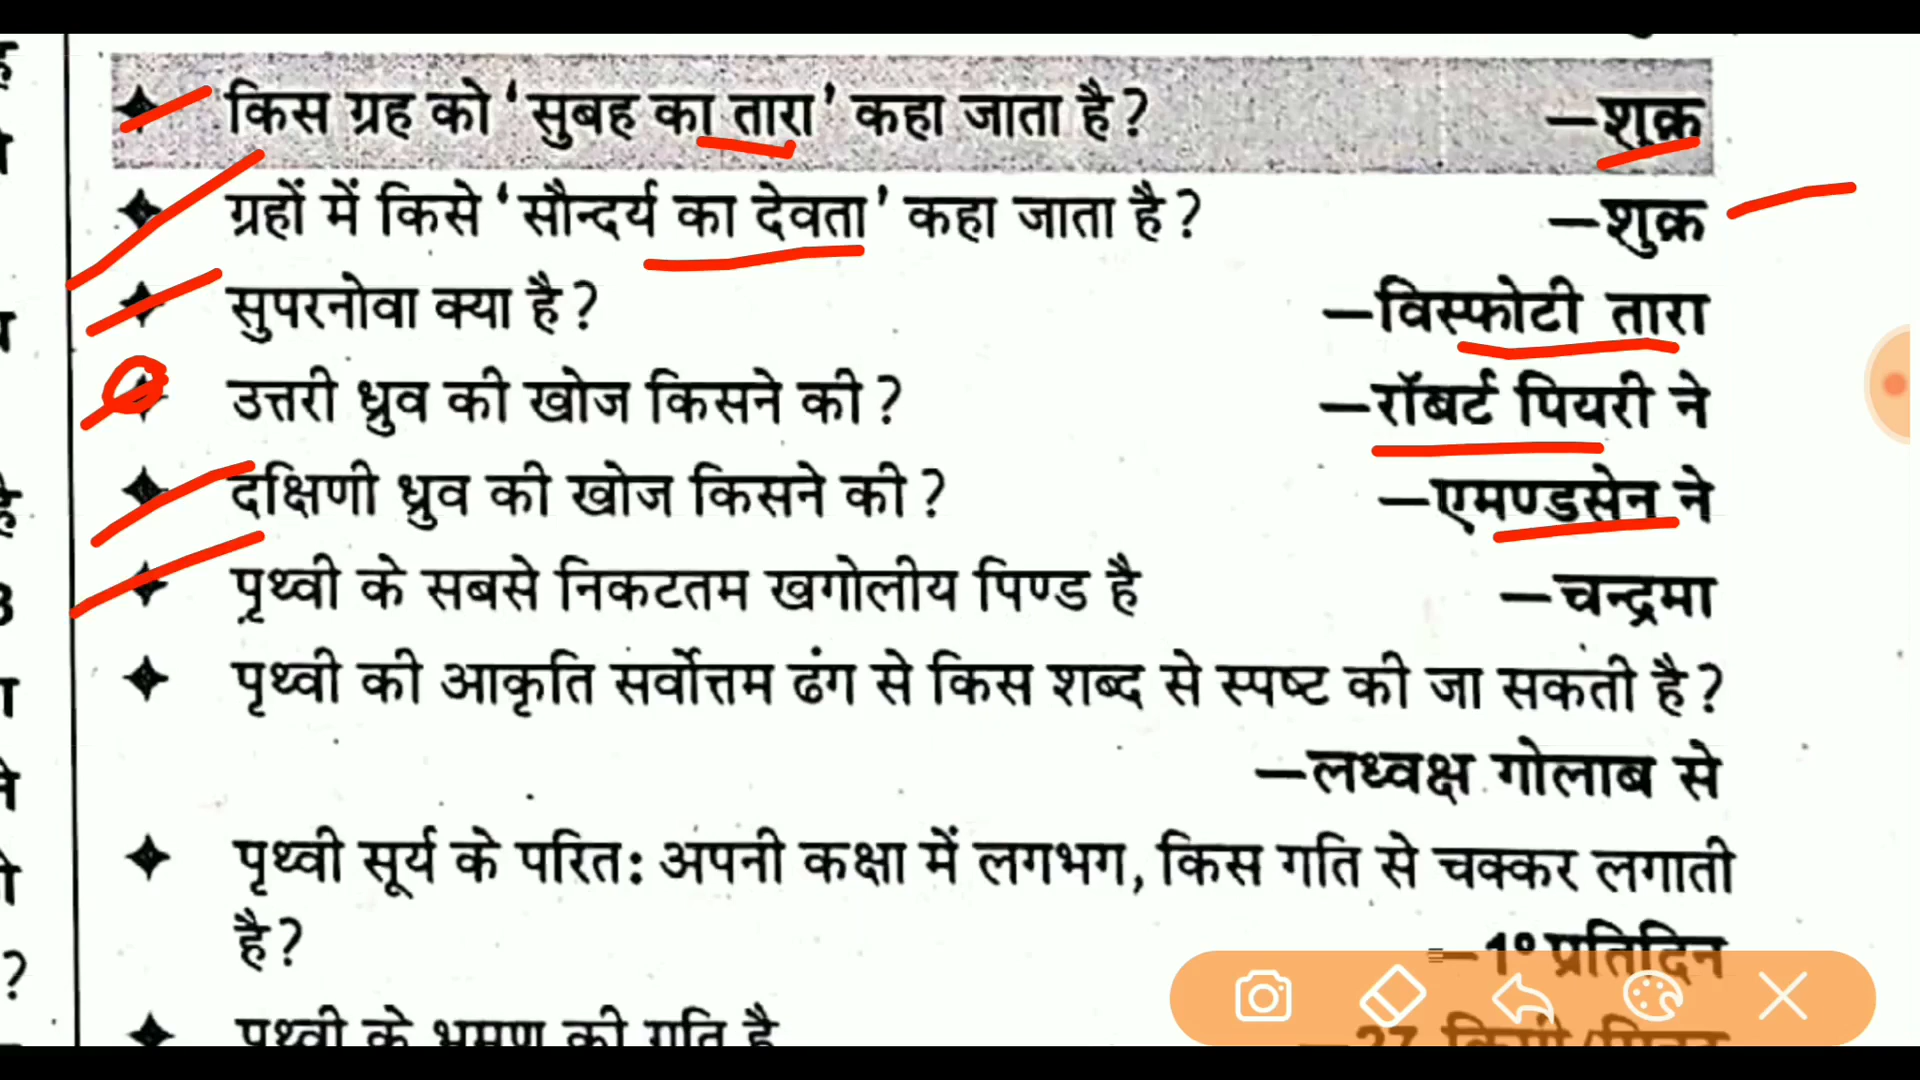 किस ग्रह को ‘सुबह का तारा’ कहा जाता है? —शुक्र
ग्रहों में किसे ‘सौन्दर्य का देवता’ कहा जाता है? —शुक्र
सुपरनोवा क्या है? —विस्फोटी तारा
उत्तरी ध्रुव की खोज किसने की? —रॉबर्ट पियरी ने
दक्षिणी ध्रुव की खोज किसने की? —एमण्डसेन ने
पृथ्वी के सबसे निकटतम खगोलीय पिण्ड है —चन्द्रमा
पृथ्वी की आकृति सर्वोत्तम ढंग से किस शब्द से स्पष्ट की जा सकती है?
—लध्वक्ष गोलाब से
पृथ्वी सूर्य के परित: अपनी कक्षा में लगभग, किस गति से चक्कर लगाती
है? —1° प्रतिदिन
पृथ्वी के भ्रमण की गति है